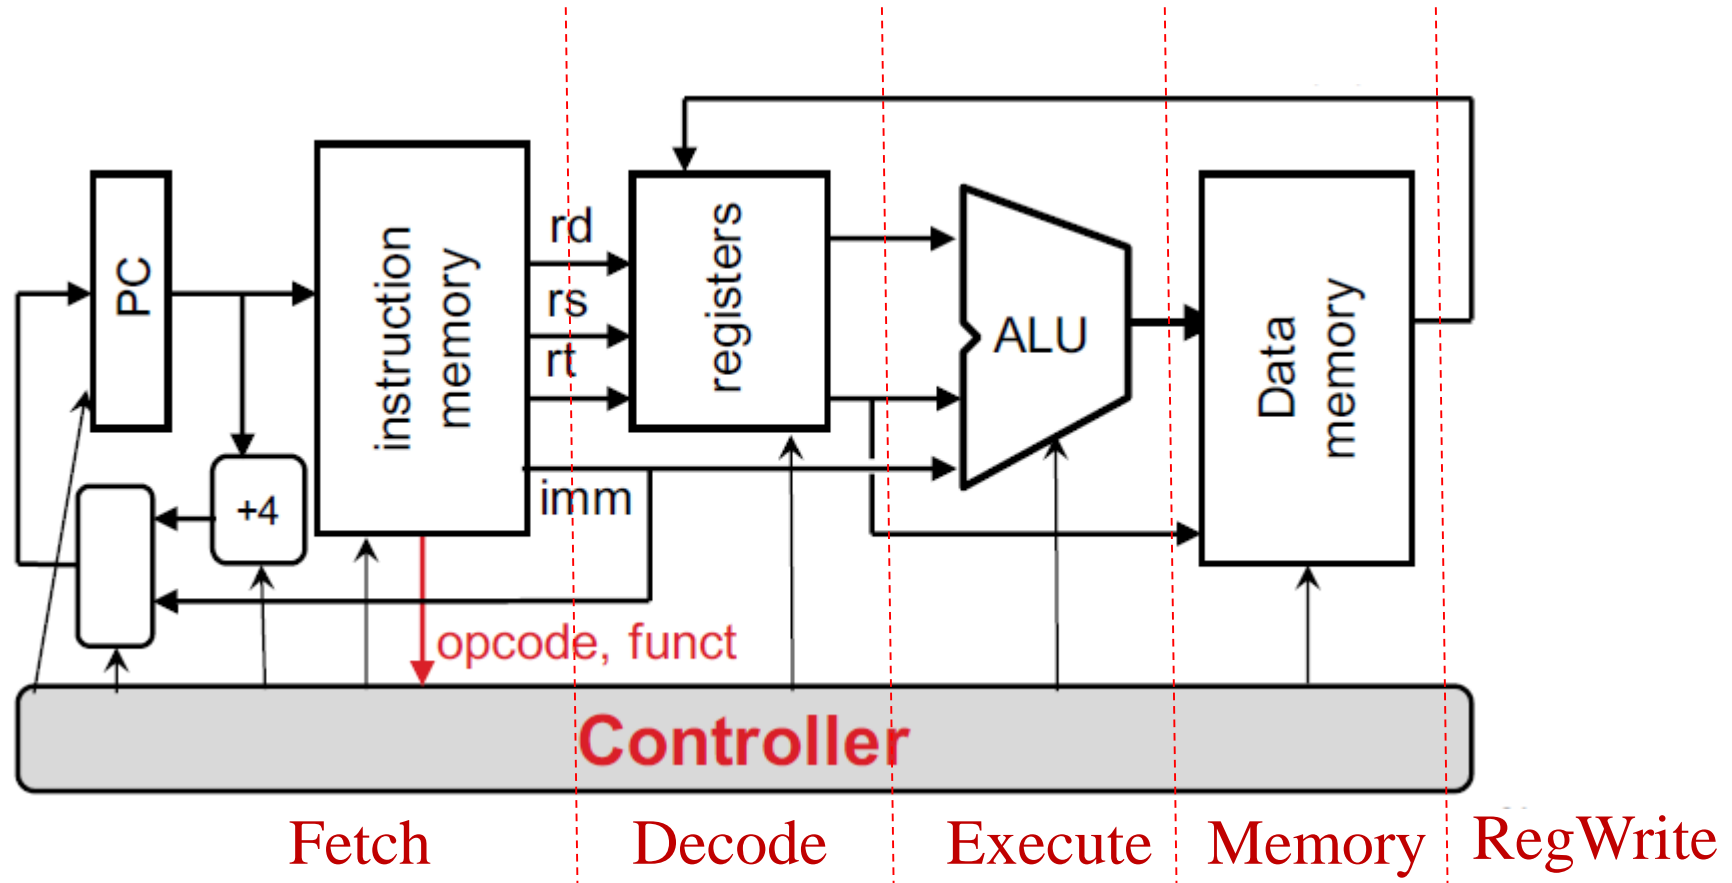 PC
+4
instruction
memory
rd
rs
rt
imm
registers
ALU
Data
memory
opcode, funct
Controller
Fetch
Decode
Execute
Memory
RegWrite